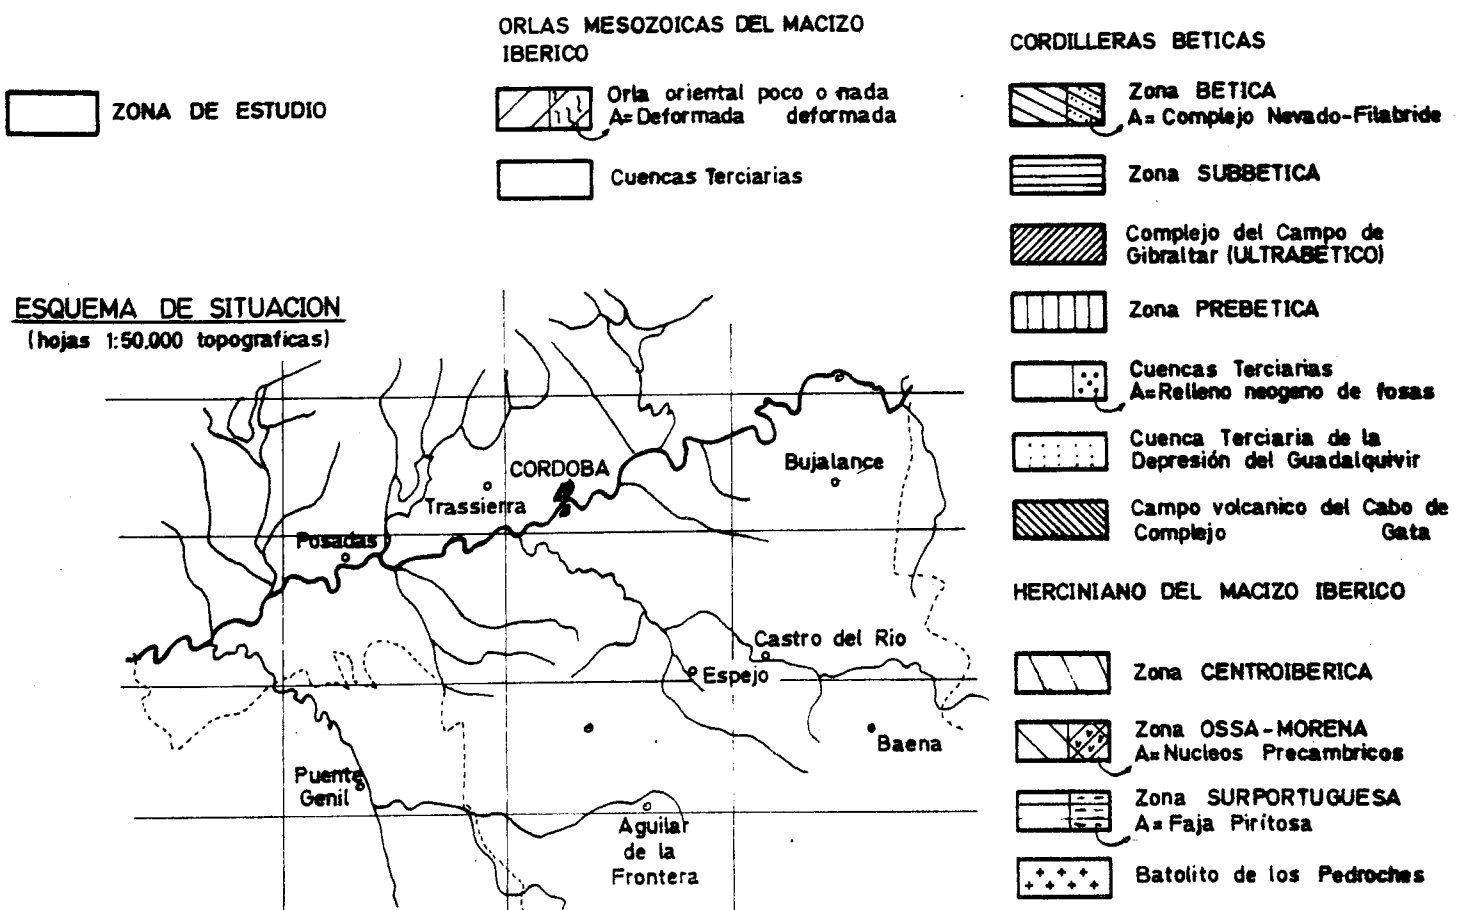 ZONA DE ESTUDIO
ORLAS MESOZOICAS DEL MACIZO
IBERICO
Orla oriental poco o nada
A=Deformada deformada
Cuencas Terciarias
CORDILLERAS BETICAS
Zona BETICA
A= Complejo Nevado-Filabride
Zona SUBBETICA
Complejo del Campo de
Gibraltar (ULTRABETICO)
Zona PREBETICA
Cuencas Terciarias
A=Relleno neogeno de fosas
Cuenca Terciaria de la
Depresión del Guadalquivir
Campo volcanico del Cabo de
Complejo Gata
HERCINIANO DEL MACIZO IBERICO
Zona CENTROIBERICA
Zona OSSA-MORENA
A=Nucleos Precambricos
Zona SURPORTUGUESA
A= Faja Pirítosa
Batolito de los Pedroches
ESQUEMA DE SITUACION
(hojas 1:50.000 topograficas)
CORDOBA
Trassierra
Bujalance
Posadas
Castro del Rio
Espejo
Baena
Puente
Genil
Aguilar
de la
Frontera